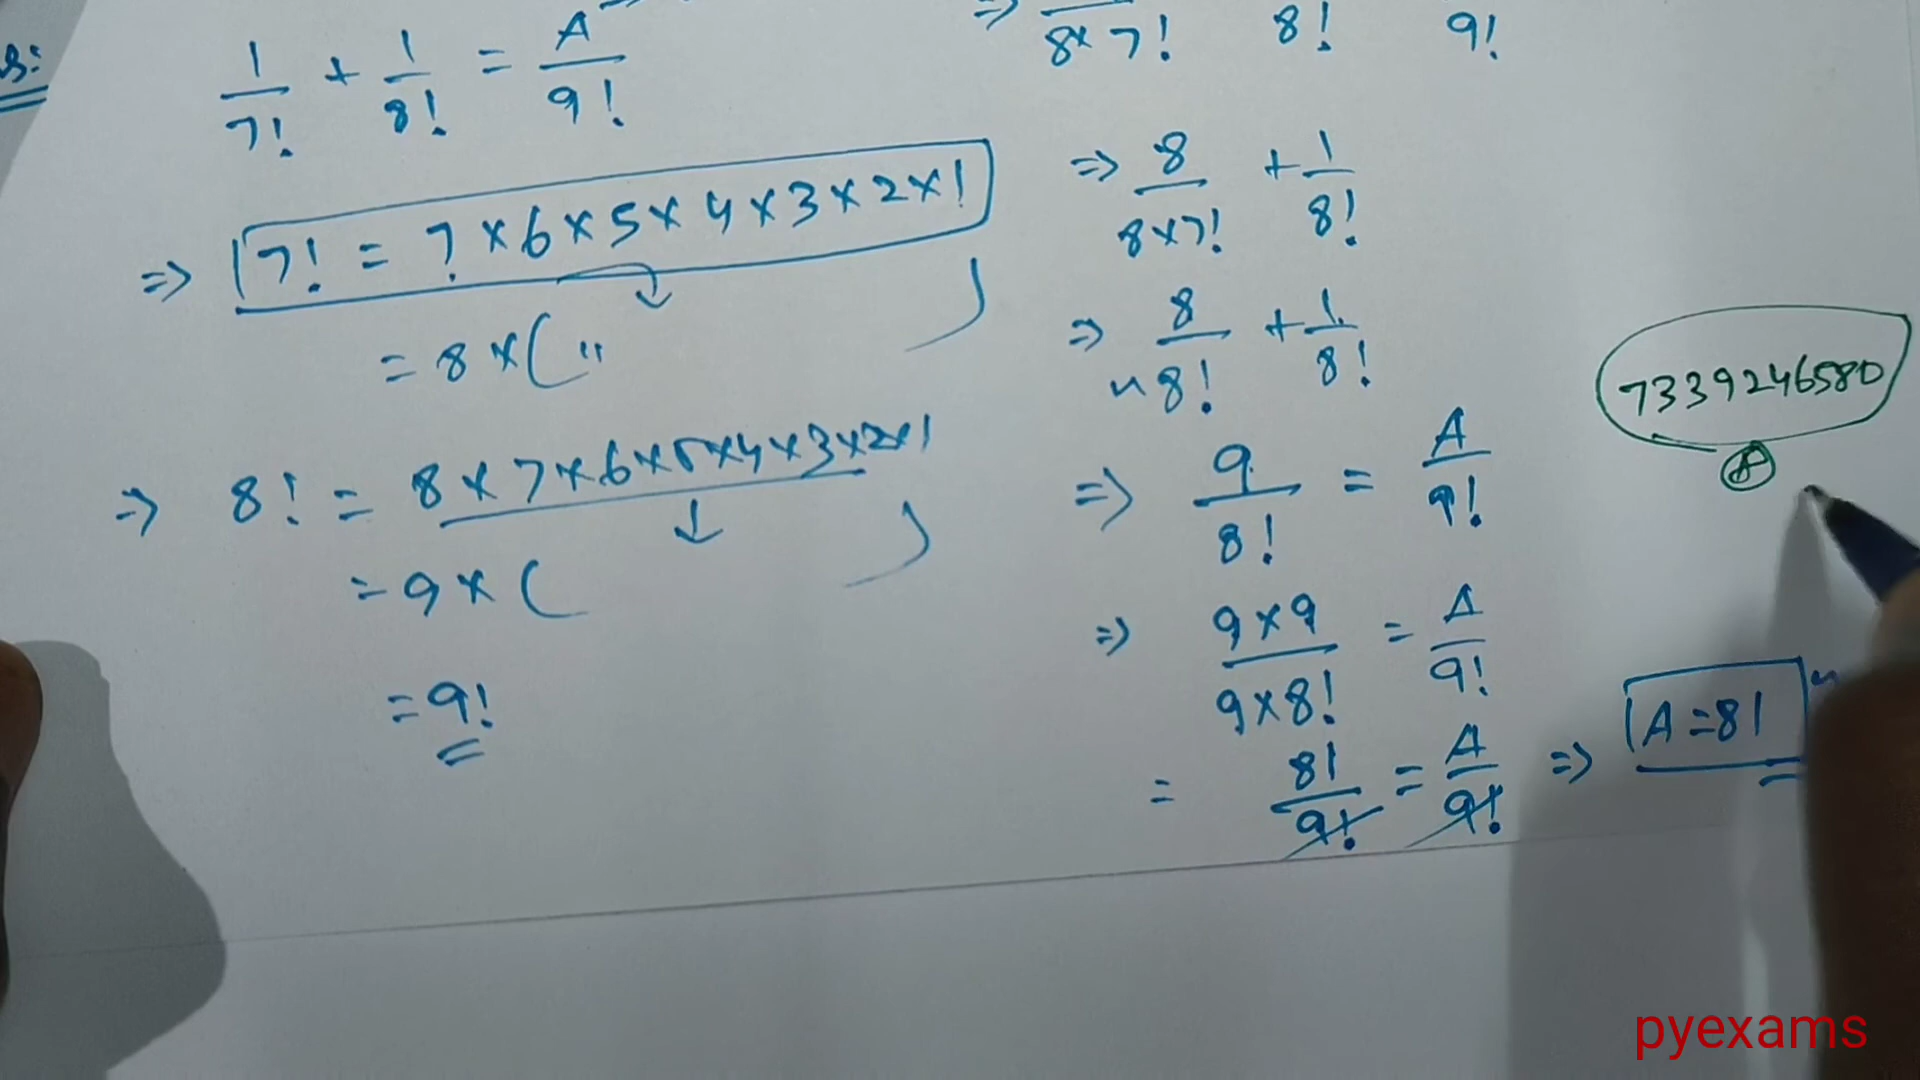 1/7! + 1/8! = A/9!
=> 7! = 7 × 6 × 5 × 4 × 3 × 2 × 1
= 8 × ( "
=> 8! = 8 × 7 × 6 × 5 × 4 × 3 × 2 × 1
= 9 × (
= 9!
=> 8 × 7! 8! 9!
=> 8/8×7! + 1/8!
=> 8/8! + 1/8!
=> 9/8! = A/9!
=> 9×9/9×8! = A/9!
= 81/9! = A/9! => A = 81
7339246580
pyexams